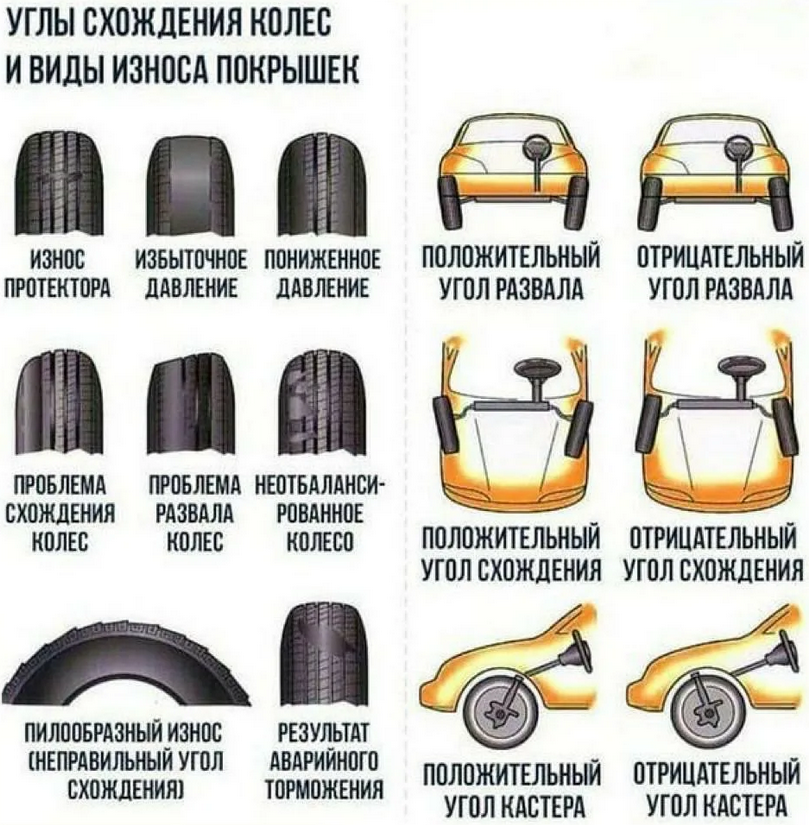 УГЛЫ СХОЖДЕНИЯ КОЛЕС
И ВИДЫ ИЗНОСА ПОКРЫШЕК
ИЗНОС
ПРОТЕКТОРА
ИЗБЫТОЧНОЕ
ДАВЛЕНИЕ
ПОНИЖЕННОЕ
ДАВЛЕНИЕ
ПРОБЛЕМА
СХОЖДЕНИЯ
КОЛЕС
ПРОБЛЕМА
РАЗВАЛА
КОЛЕС
НЕОТБАЛАНСИ-
РОВАННОЕ
КОЛЕСО
ПИЛООБРАЗНЫЙ ИЗНОС
(НЕПРАВИЛЬНЫЙ УГОЛ
СХОЖДЕНИЯ)
РЕЗУЛЬТАТ
АВАРИЙНОГО
ТОРМОЖЕНИЯ
ПОЛОЖИТЕЛЬНЫЙ
УГОЛ РАЗВАЛА
ОТРИЦАТЕЛЬНЫЙ
УГОЛ РАЗВАЛА
ПОЛОЖИТЕЛЬНЫЙ
УГОЛ СХОЖДЕНИЯ
ОТРИЦАТЕЛЬНЫЙ
УГОЛ СХОЖДЕНИЯ
ПОЛОЖИТЕЛЬНЫЙ
УГОЛ КАСТЕРА
ОТРИЦАТЕЛЬНЫЙ
УГОЛ КАСТЕРА